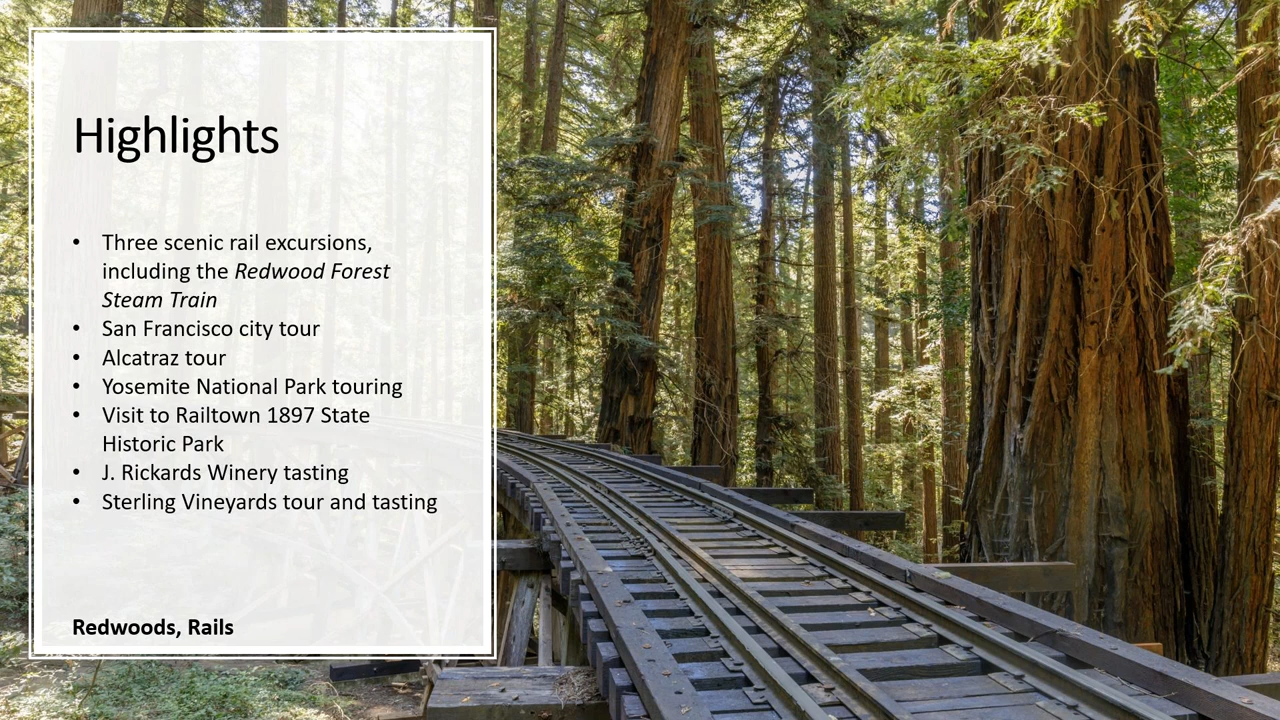 Highlights
• Three scenic rail excursions,
including the Redwood Forest
Steam Train
• San Francisco city tour
• Alcatraz tour
• Yosemite National Park touring
• Visit to Railtown 1897 State
Historic Park
• J. Rickards Winery tasting
• Sterling Vineyards tour and tasting
Redwoods, Rails